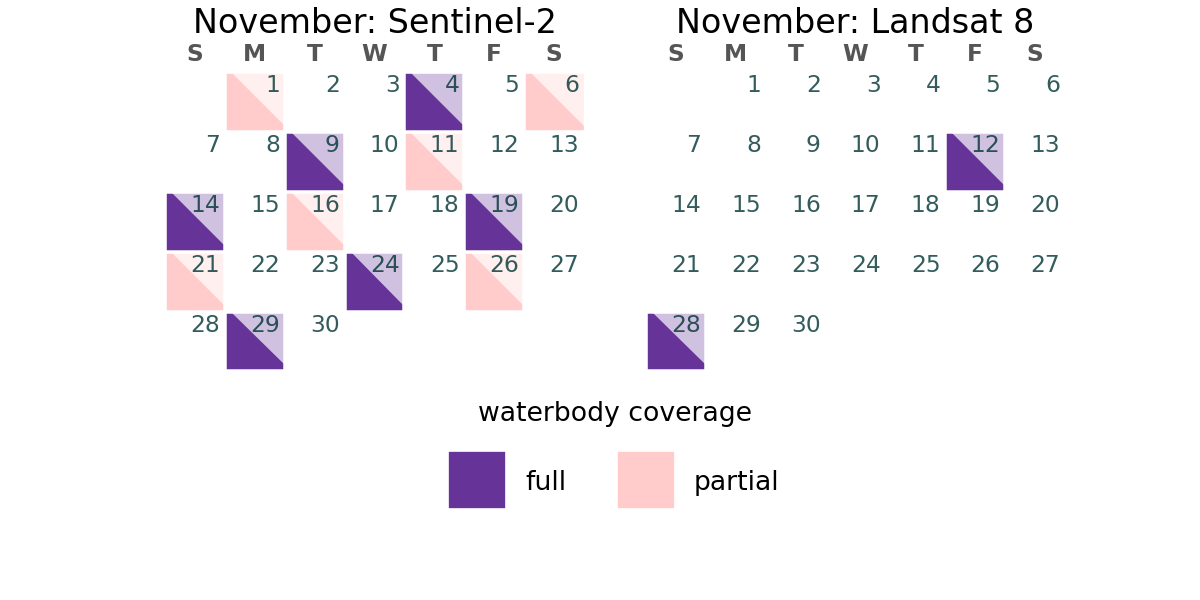 November: Sentinel-2
S M T W T F S
1 2 3 4 5 6
7 8 9 10 11 12 13
14 15 16 17 18 19 20
21 22 23 24 25 26 27
28 29 30
November: Landsat 8
S M T W T F S
1 2 3 4 5 6
7 8 9 10 11 12 13
14 15 16 17 18 19 20
21 22 23 24 25 26 27
28 29 30
waterbody coverage
full partial